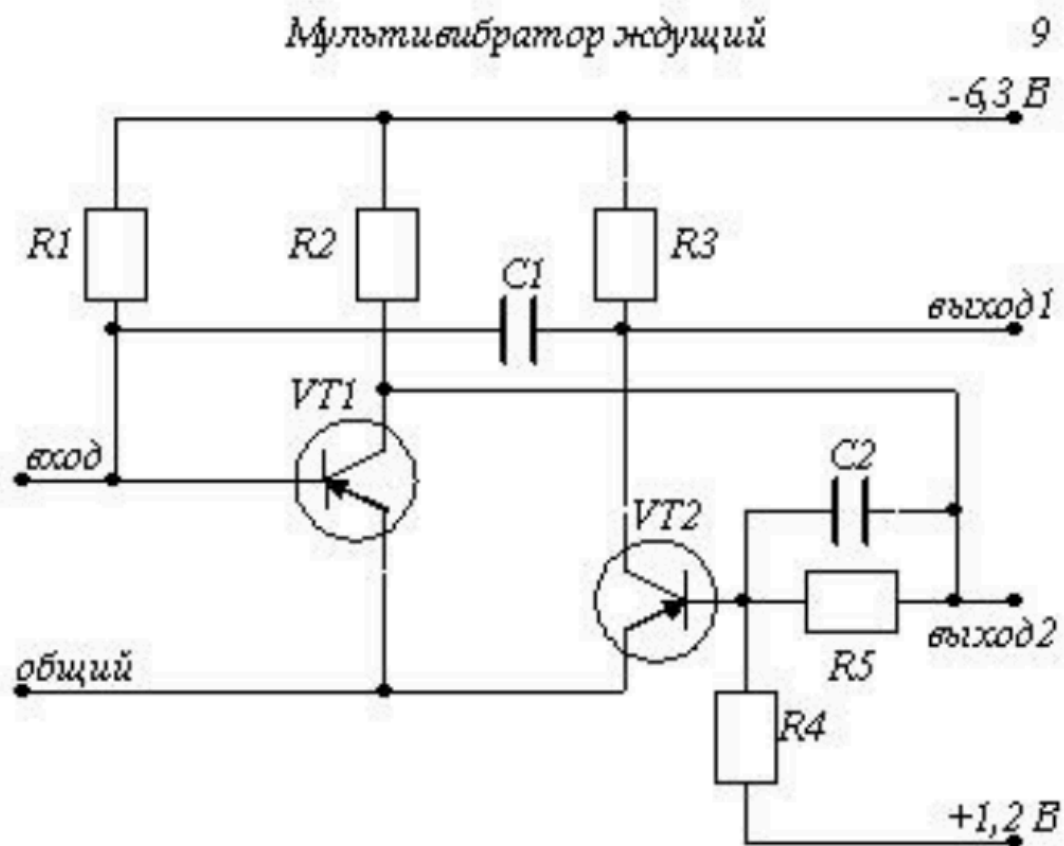 Мультивибратор ждущий 9
-6,3 В
R1 R2 R3
C1
выход1
VT1
вход
C2
VT2
выход2
общий
R5
R4
+1,2 В